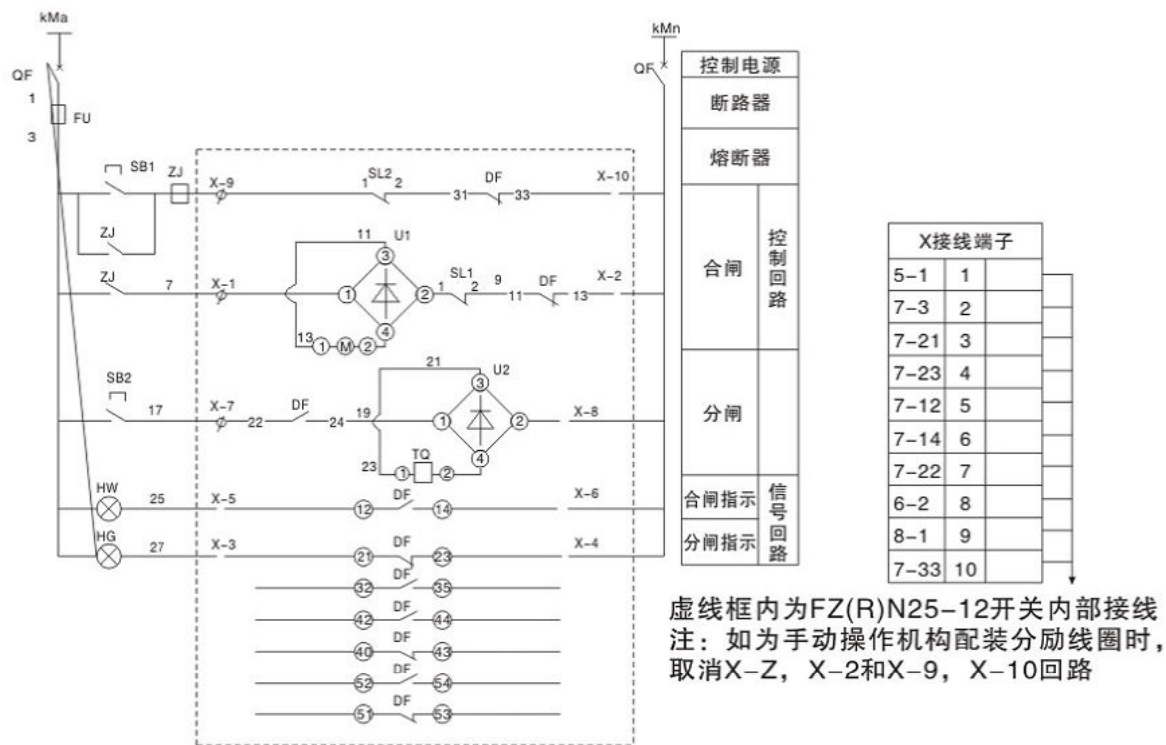 kMa
kMn
QF
QF
1
FU
3
SB1
ZJ
X-9
SL2
1 2
31 DF 33
X-10
ZJ
ZJ
7
X-1
11
U1
3
1
2
4
13
1 M 2
SL1
1 2
9
11 DF 13
X-2
SB2
17
X-7
22 DF 24
19
21
U2
3
1
2
4
23
TQ
1 2
X-8
HW
25
X-5
12 DF 14
X-6
HG
27
X-3
21 DF 23
X-4
32 DF 35
42 DF 44
40 DF 43
52 DF 54
51 DF 53
控制电源
断路器
熔断器
合闸
控制回路
分闸
合闸指示
分闸指示
信号回路
X接线端子
5-1 1
7-3 2
7-21 3
7-23 4
7-12 5
7-14 6
7-22 7
6-2 8
8-1 9
7-33 10
虚线框内为FZ(R)N25-12开关内部接线
注：如为手动操作机构配装分励线圈时，
取消X-Z，X-2和X-9，X-10回路